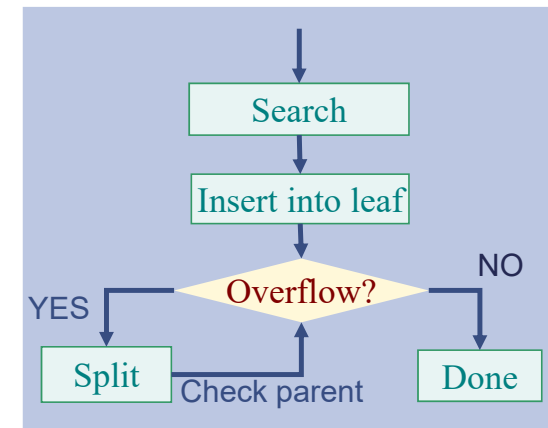 Search
Insert into leaf
Overflow?
NO
YES
Split
Check parent
Done